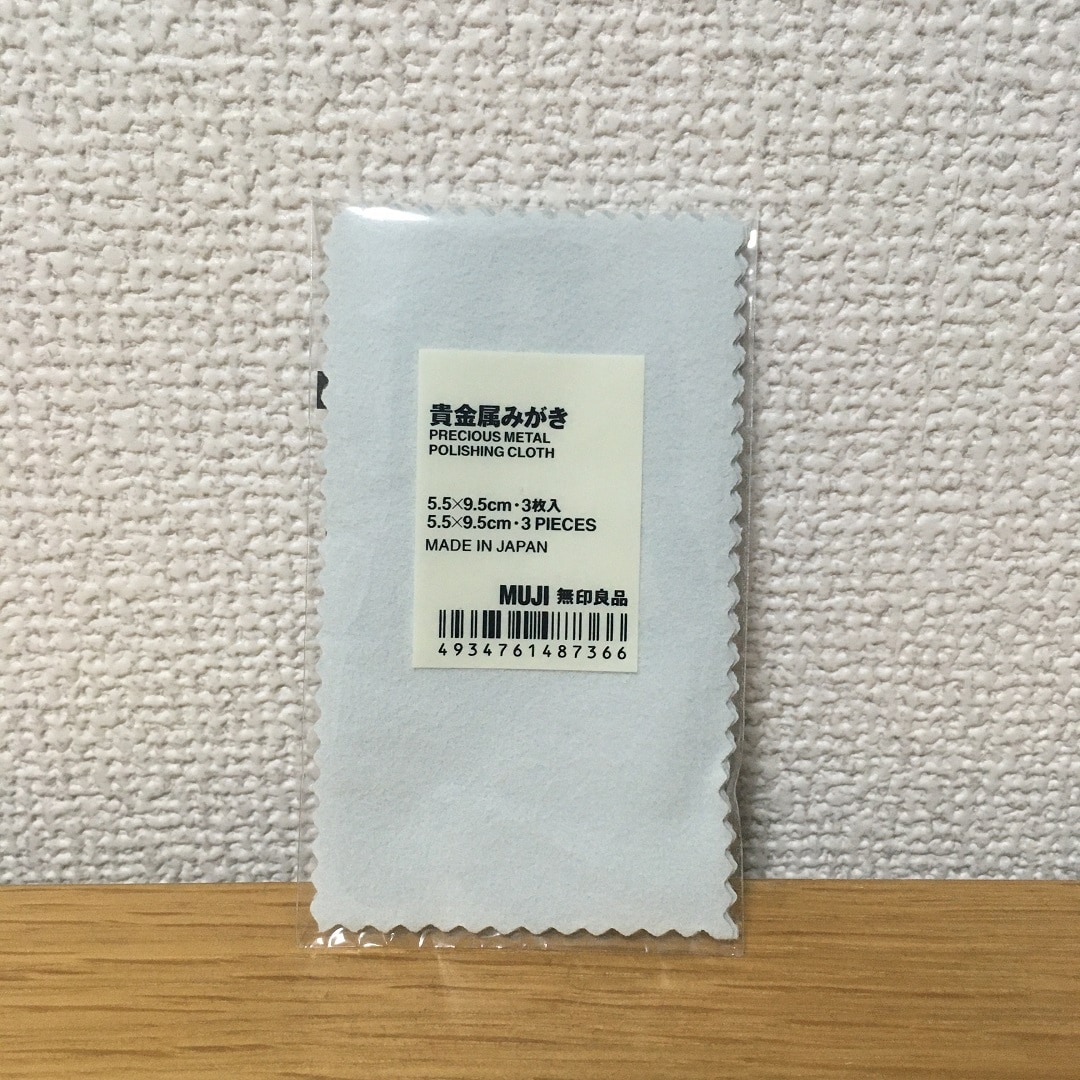 貴金属みがき
PRECIOUS METAL
POLISHING CLOTH
5.5×9.5cm・3枚入
5.5×9.5cm・3 PIECES
MADE IN JAPAN
MUJI 無印良品
4934761487366